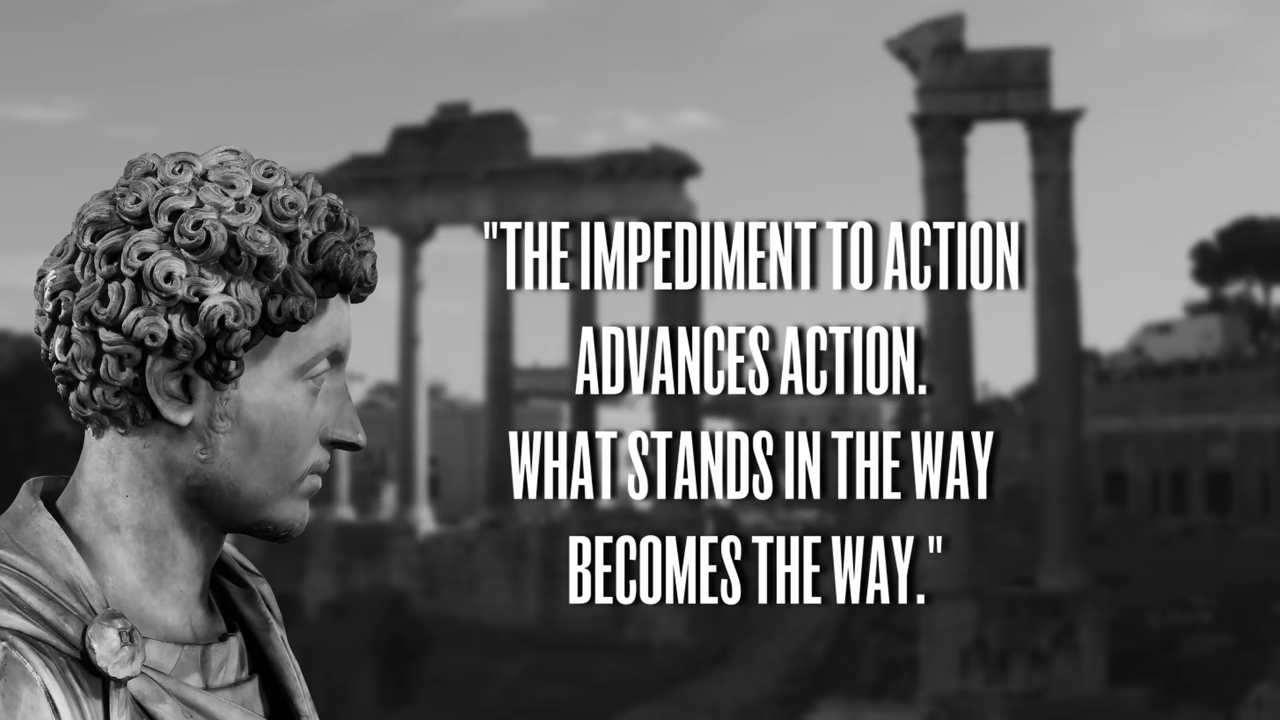 "THE IMPEDIMENT TO ACTION
ADVANCES ACTION.
WHAT STANDS IN THE WAY
BECOMES THE WAY."